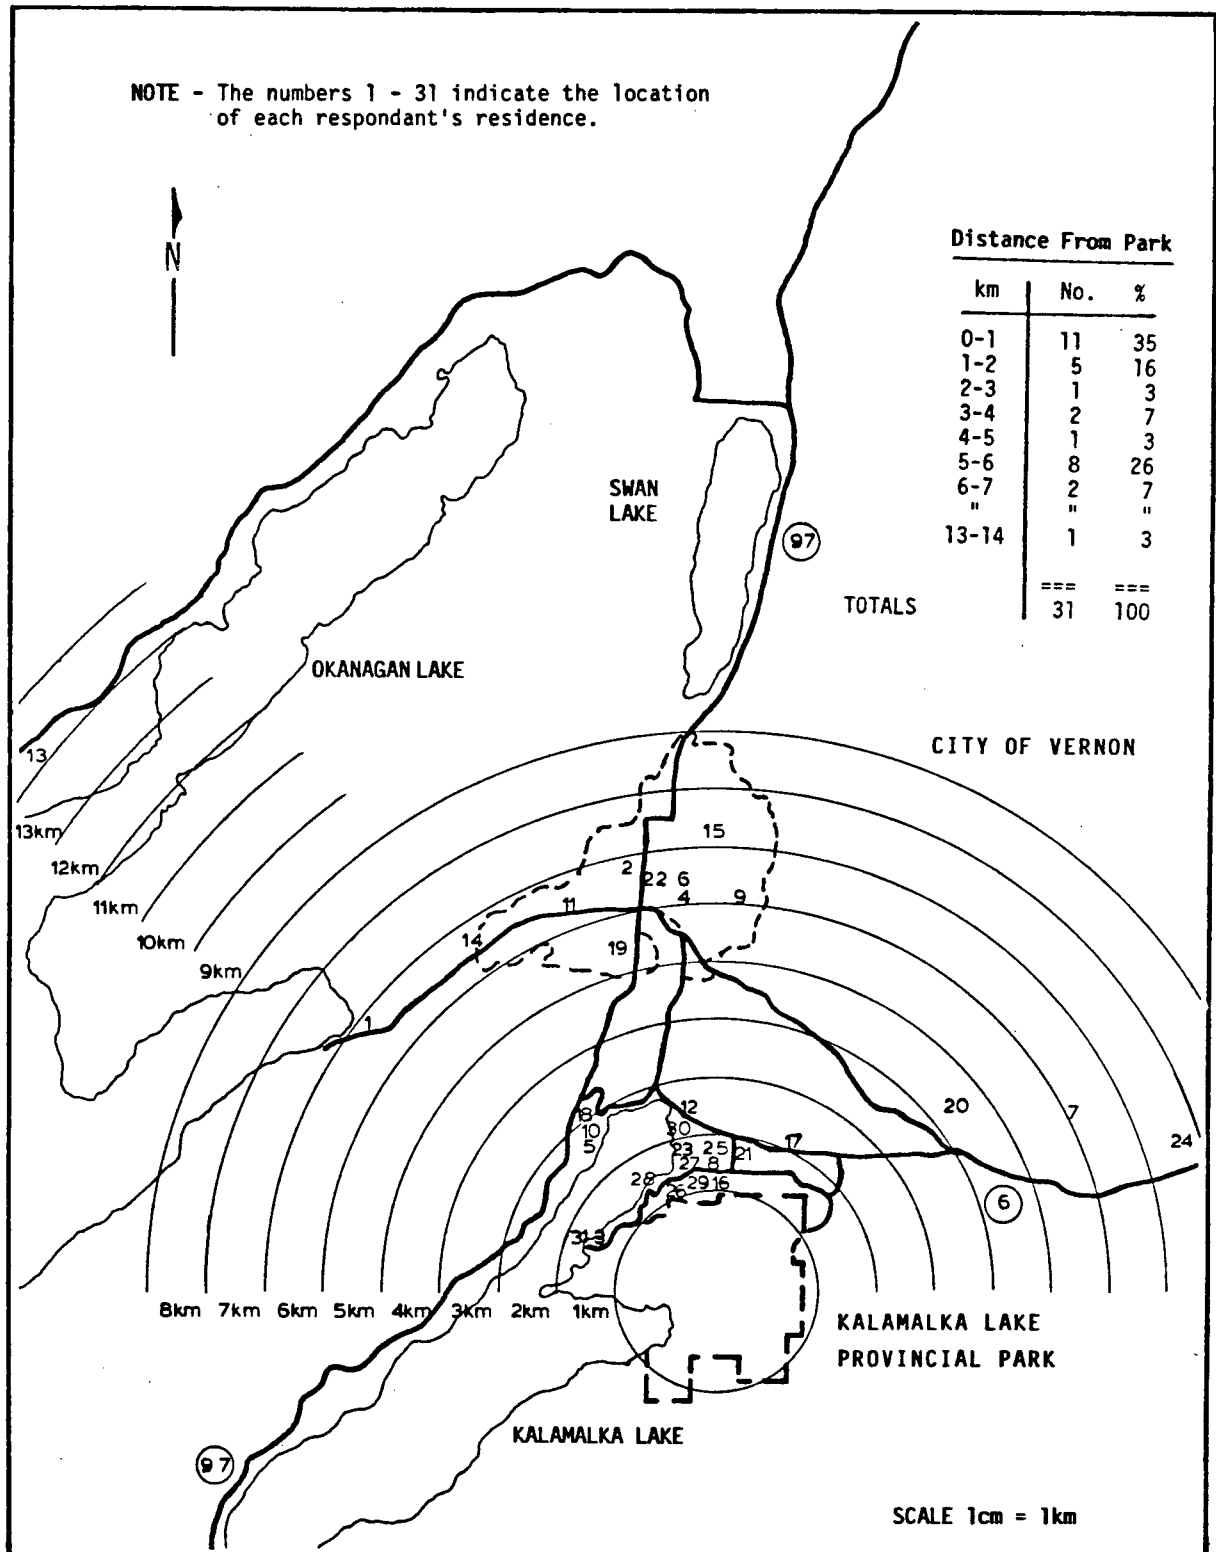 NOTE - The numbers 1 - 31 indicate the location
of each respondant's residence.
N
Distance From Park
km No. %
0-1 11 35
1-2 5 16
2-3 1 3
3-4 2 7
4-5 1 3
5-6 8 26
6-7 2 7
" " "
13-14 1 3
=== ===
TOTALS 31 100
SWAN
LAKE
97
OKANAGAN LAKE
CITY OF VERNON
13
13km
12km
11km
10km
9km
15
2
22 6
4
9
11
14
19
1
20
7
24
18
10
5
12
30
17
23 25
21
27 8
28
29 16
26
31 3
6
8km 7km 6km 5km 4km 3km 2km 1km
KALAMALKA LAKE
PROVINCIAL PARK
KALAMALKA LAKE
97
SCALE 1cm = 1km